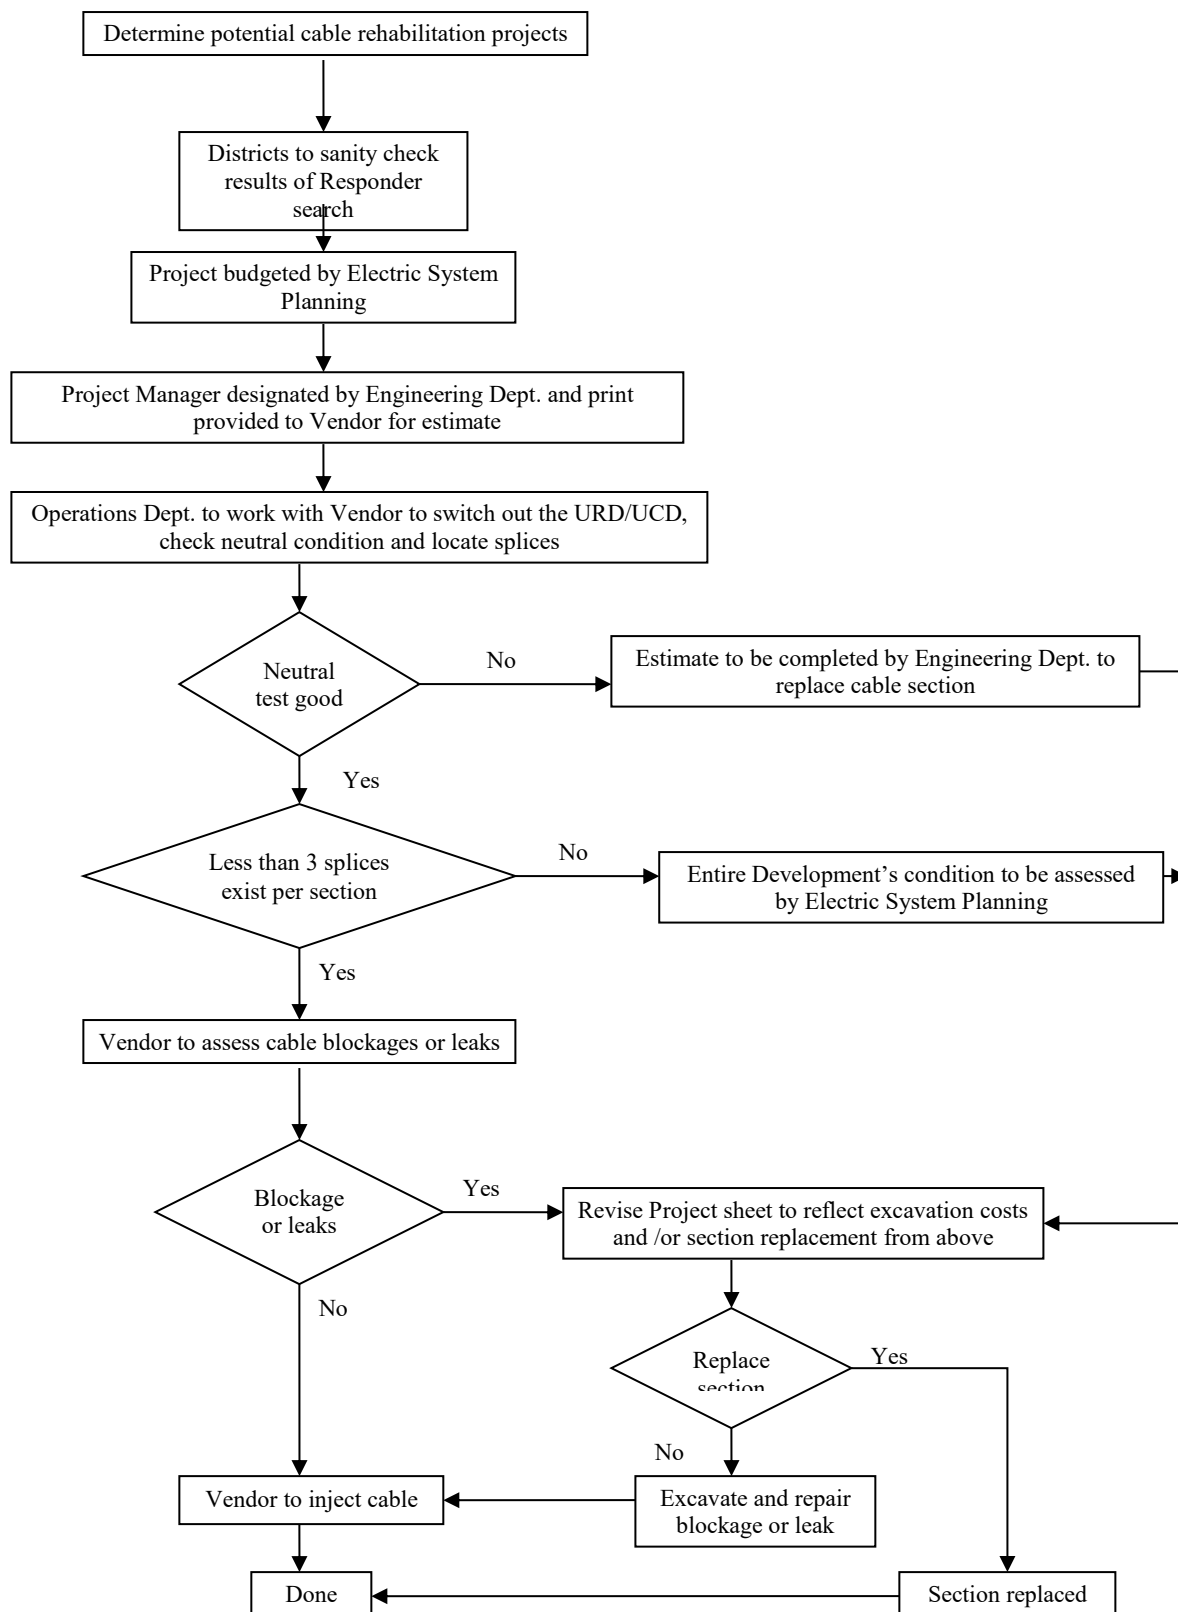 Determine potential cable rehabilitation projects
Districts to sanity check
results of Responder
search
Project budgeted by Electric System
Planning
Project Manager designated by Engineering Dept. and print
provided to Vendor for estimate
Operations Dept. to work with Vendor to switch out the URD/UCD,
check neutral condition and locate splices
Neutral
test good
No
Estimate to be completed by Engineering Dept. to
replace cable section
Yes
Less than 3 splices
exist per section
No
Entire Development’s condition to be assessed
by Electric System Planning
Yes
Vendor to assess cable blockages or leaks
Blockage
or leaks
Yes
Revise Project sheet to reflect excavation costs
and /or section replacement from above
No
Replace
section
Yes
No
Vendor to inject cable
Excavate and repair
blockage or leak
Done
Section replaced